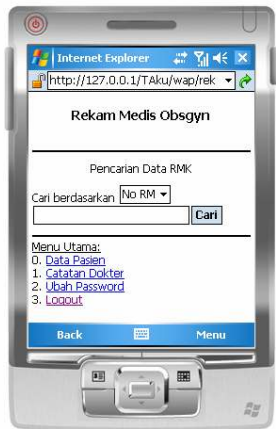 Internet Explorer
http://127.0.0.1/TAku/wap/rek
Rekam Medis Obsgyn
Pencarian Data RMK
Cari berdasarkan No RM
Cari
Menu Utama:
0. Data Pasien
1. Catatan Dokter
2. Ubah Password
3. Logout
Back Menu